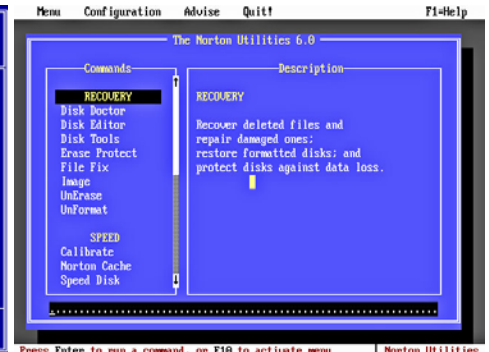 Menu Configuration Advise Quit! F1=Help
The Norton Utilities 6.0
Commands
RECOVERY
Disk Doctor
Disk Editor
Disk Tools
Erase Protect
File Fix
Image
UnErase
UnFormat
SPEED
Calibrate
Norton Cache
Speed Disk
Description
RECOVERY
Recover deleted files and
repair damaged ones;
restore formatted disks; and
protect disks against data loss.
Press Enter to run a command, or F10 to activate menu Norton Utilities